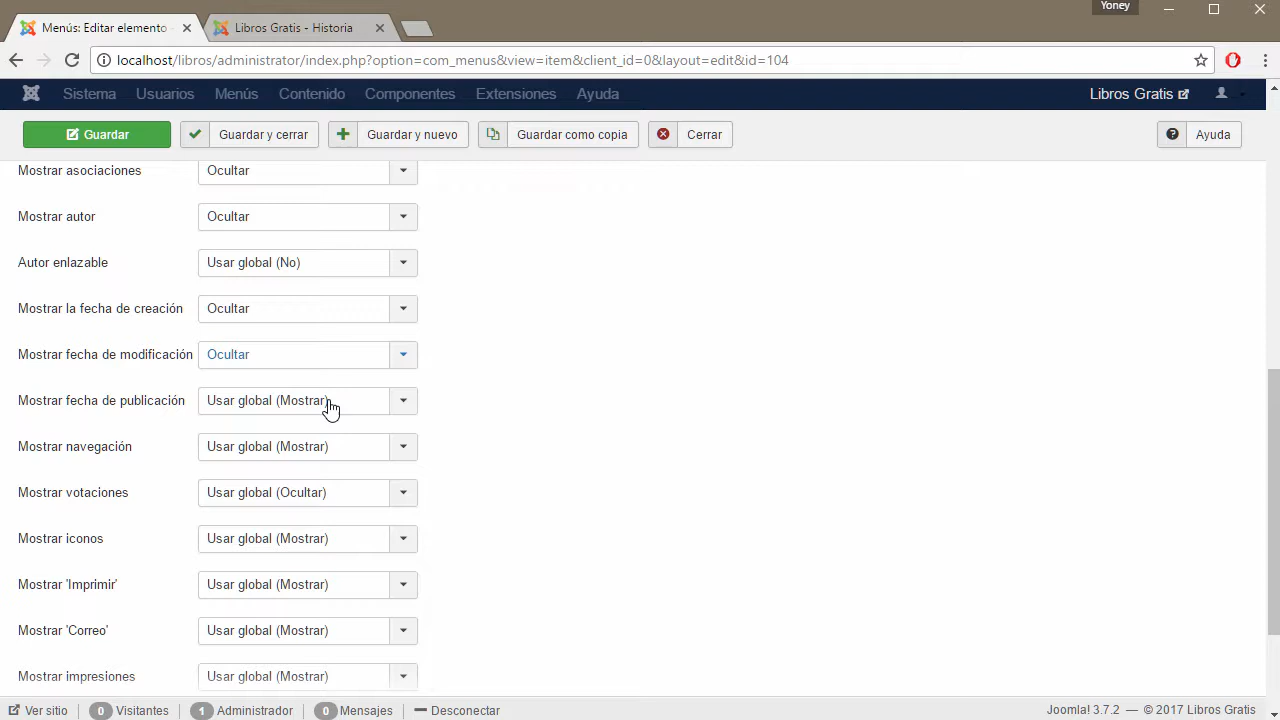 Yoney
Menús: Editar elemento
Libros Gratis - Historia
localhost/libros/administrator/index.php?option=com_menus&view=item&client_id=0&layout=edit&id=104
Sistema Usuarios Menús Contenido Componentes Extensiones Ayuda Libros Gratis
Guardar Guardar y cerrar Guardar y nuevo Guardar como copia Cerrar Ayuda
Mostrar asociaciones Ocultar
Mostrar autor Ocultar
Autor enlazable Usar global (No)
Mostrar la fecha de creación Ocultar
Mostrar fecha de modificación Ocultar
Mostrar fecha de publicación Usar global (Mostrar)
Mostrar navegación Usar global (Mostrar)
Mostrar votaciones Usar global (Ocultar)
Mostrar iconos Usar global (Mostrar)
Mostrar 'Imprimir' Usar global (Mostrar)
Mostrar 'Correo' Usar global (Mostrar)
Mostrar impresiones Usar global (Mostrar)
Ver sitio 0 Visitantes 1 Administrador 0 Mensajes Desconectar Joomla! 3.7.2 — © 2017 Libros Gratis